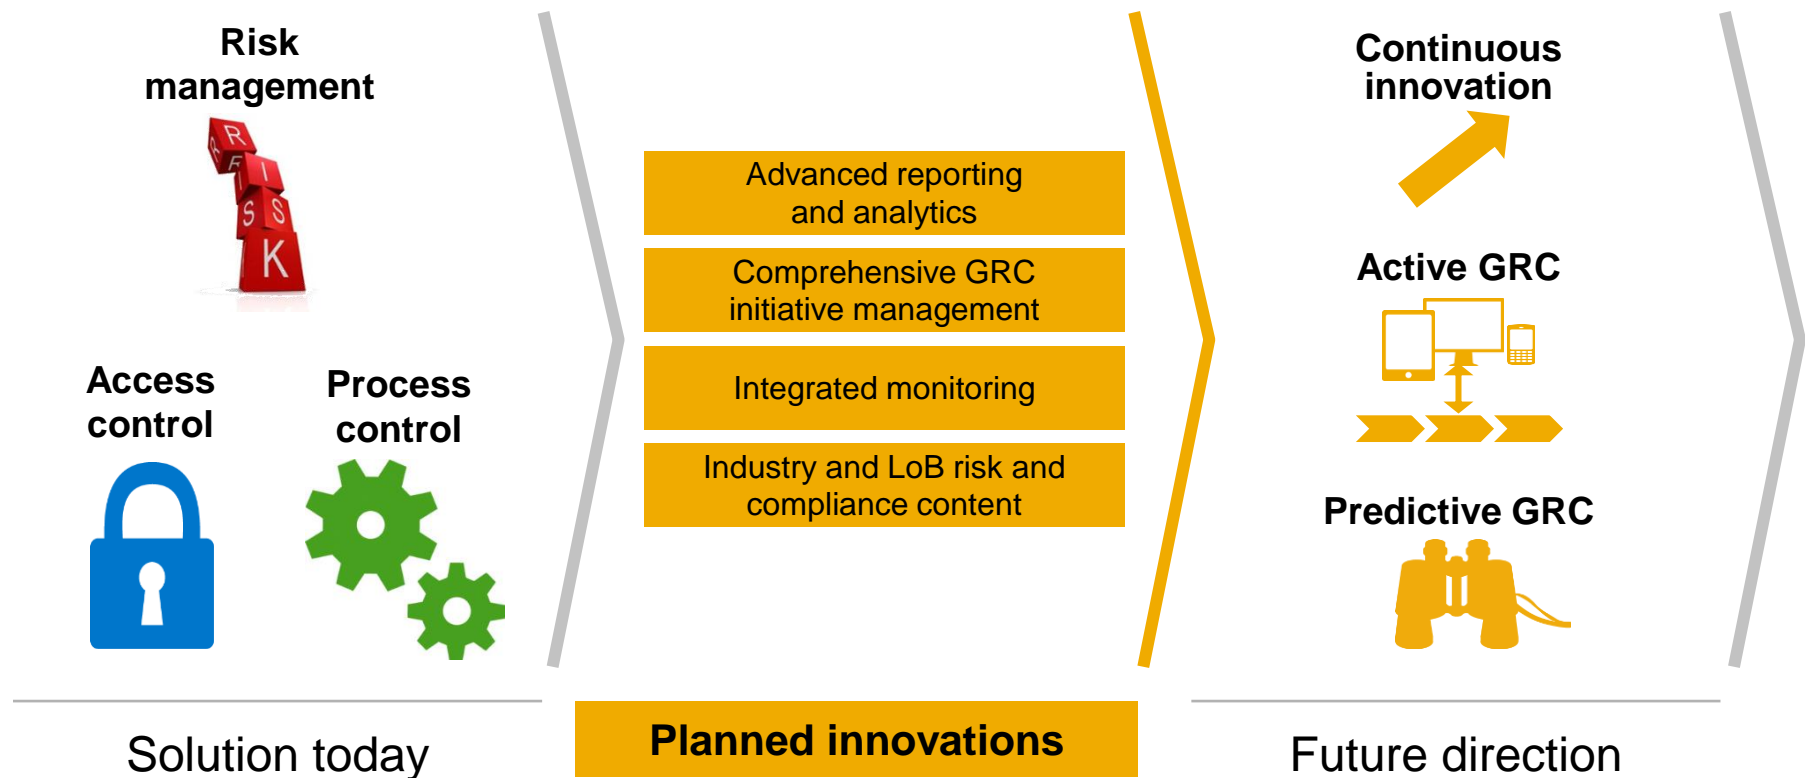 Risk
management
R
R
F
I
I
S
S
K
Access
control
Process
control
Solution today
Advanced reporting
and analytics
Comprehensive GRC
initiative management
Integrated monitoring
Industry and LoB risk and
compliance content
Planned innovations
Continuous
innovation
Active GRC
Predictive GRC
Future direction